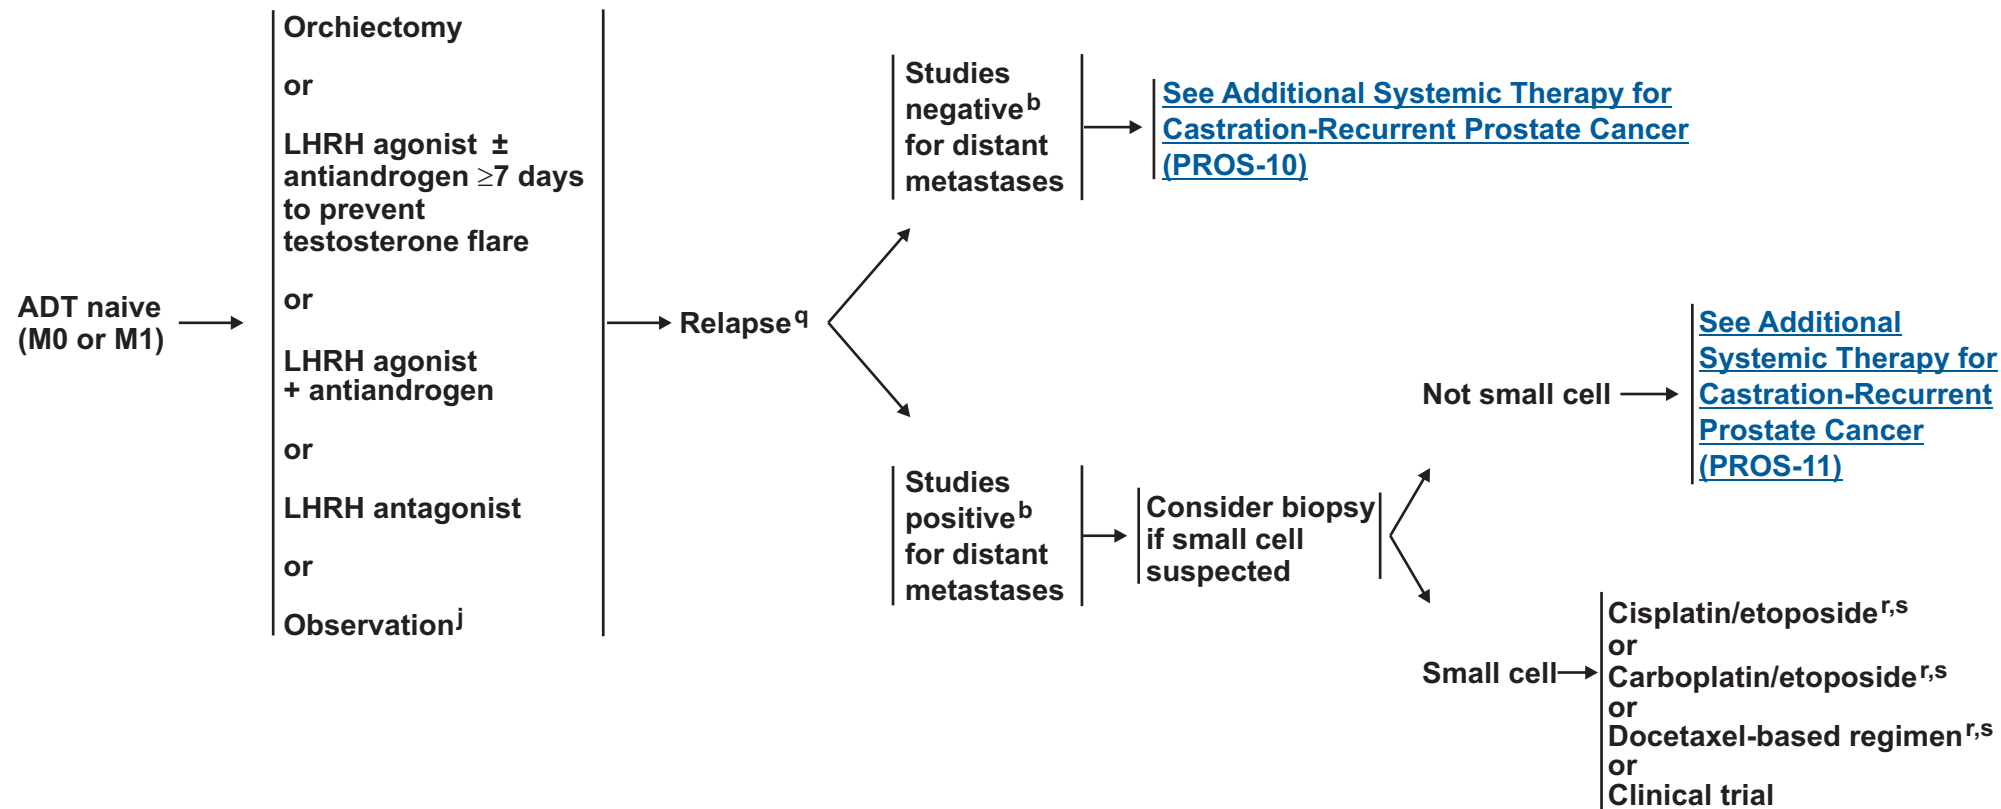 ADT naive
(M0 or M1)
Orchiectomy
or
LHRH agonist ±
antiandrogen ≥7 days
to prevent
testosterone flare
or
LHRH agonist
+ antiandrogen
or
LHRH antagonist
or
Observationj
Relapseq
Studies
negativeb
for distant
metastases
See Additional Systemic Therapy for
Castration-Recurrent Prostate Cancer
(PROS-10)
Studies
positiveb
for distant
metastases
Consider biopsy
if small cell
suspected
Not small cell
See Additional
Systemic Therapy for
Castration-Recurrent
Prostate Cancer
(PROS-11)
Small cell
Cisplatin/etoposider,s
or
Carboplatin/etoposider,s
or
Docetaxel-based regimenr,s
or
Clinical trial